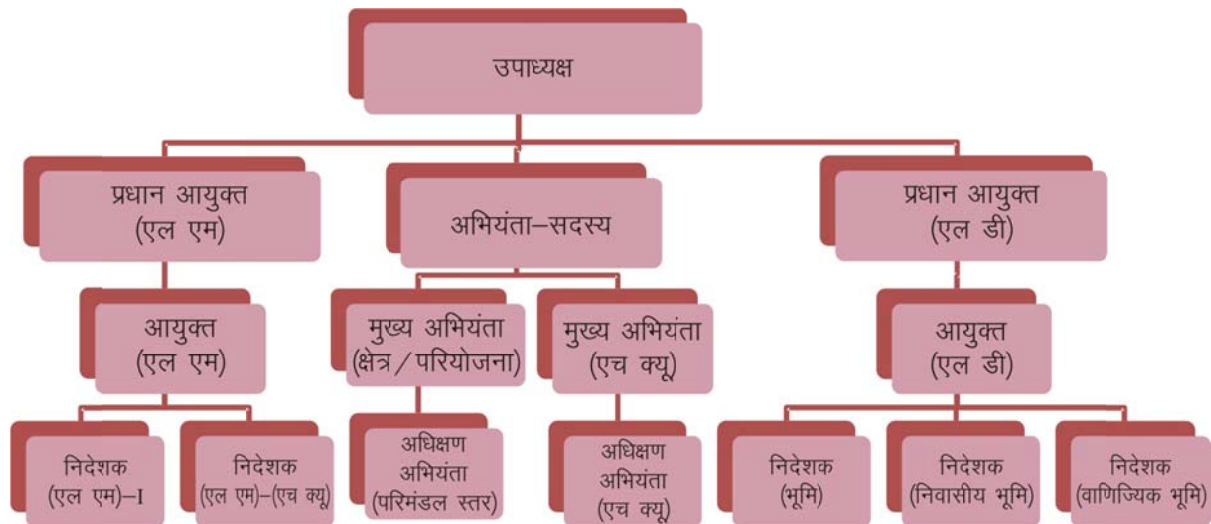 उपाध्यक्ष
प्रधान आयुक्त
(एल एम)
अभियंता–सदस्य
प्रधान आयुक्त
(एल डी)
आयुक्त
(एल एम)
मुख्य अभियंता
(क्षेत्र/परियोजना)
मुख्य अभियंता
(एच क्यू)
आयुक्त
(एल डी)
निदेशक
(एल एम)–I
निदेशक
(एल एम)–(एच क्यू)
अधिक्षण
अभियंता
(परिमंडल स्तर)
अधिक्षण
अभियंता
(एच क्यू)
निदेशक
(भूमि)
निदेशक
(निवासीय भूमि)
निदेशक
(वाणिज्यिक भूमि)